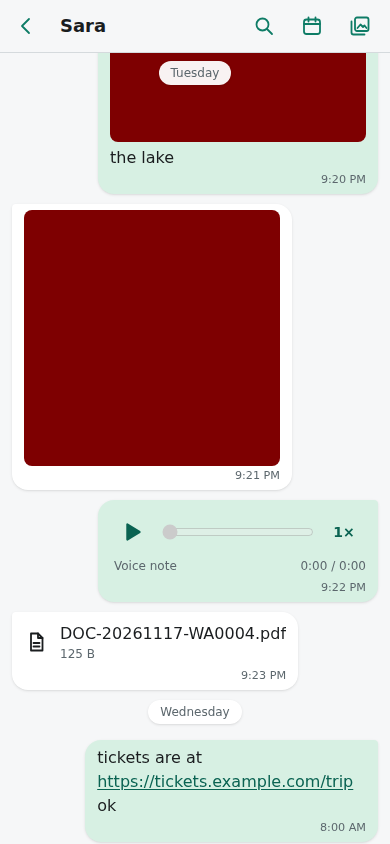 Sara
Tuesday
the lake
9:20 PM
9:21 PM
1×
Voice note
0:00 / 0:00
9:22 PM
DOC-20261117-WA0004.pdf
125 B
9:23 PM
Wednesday
tickets are at
https://tickets.example.com/trip
ok
8:00 AM